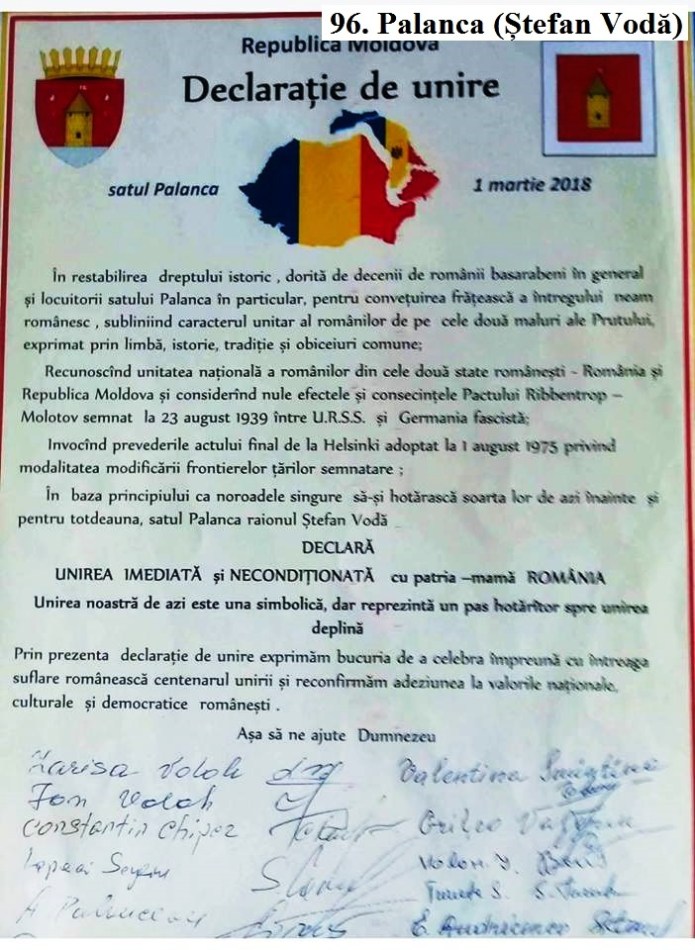 96. Palanca (Ștefan Vodă)
Republica Moldova
Declarație de unire
satul Palanca
1 martie 2018
În restabilirea dreptului istoric , dorită de decenii de românii basarabeni în general
și locuitorii satului Palanca în particular, pentru convețuirea frățească a întregului neam
românesc , subliniind caracterul unitar al românilor de pe cele două maluri ale Prutului,
exprimat prin limbă, istorie, tradiție și obiceiuri comune;
Recunoscînd unitatea națională a românilor din cele două state românești - România și
Republica Moldova și considerînd nule efectele și consecințele Pactului Ribbentrop –
Molotov semnat la 23 august 1939 între U.R.S.S. și Germania fascistă;
Invocînd prevederile actului final de la Helsinki adoptat la 1 august 1975 privind
modalitatea modificării frontierelor țărilor semnatare ;
În baza principiului ca noroadele singure să-și hotărască soarta lor de azi înainte și
pentru totdeauna, satul Palanca raionul Ștefan Vodă
DECLARĂ
UNIREA IMEDIATĂ și NECONDIȚIONATĂ cu patria –mamă ROMÂNIA
Unirea noastră de azi este una simbolică, dar reprezintă un pas hotărîtor spre unirea
deplină
Prin prezenta declarație de unire exprimăm bucuria de a celebra împreună cu întreaga
suflare românească centenarul unirii și reconfirmăm adeziunea la valorile naționale,
culturale și democratice românești .
Așa să ne ajute Dumnezeu
Larisa Voloh
Valentina
Ion Voloh
Constantin Chiper